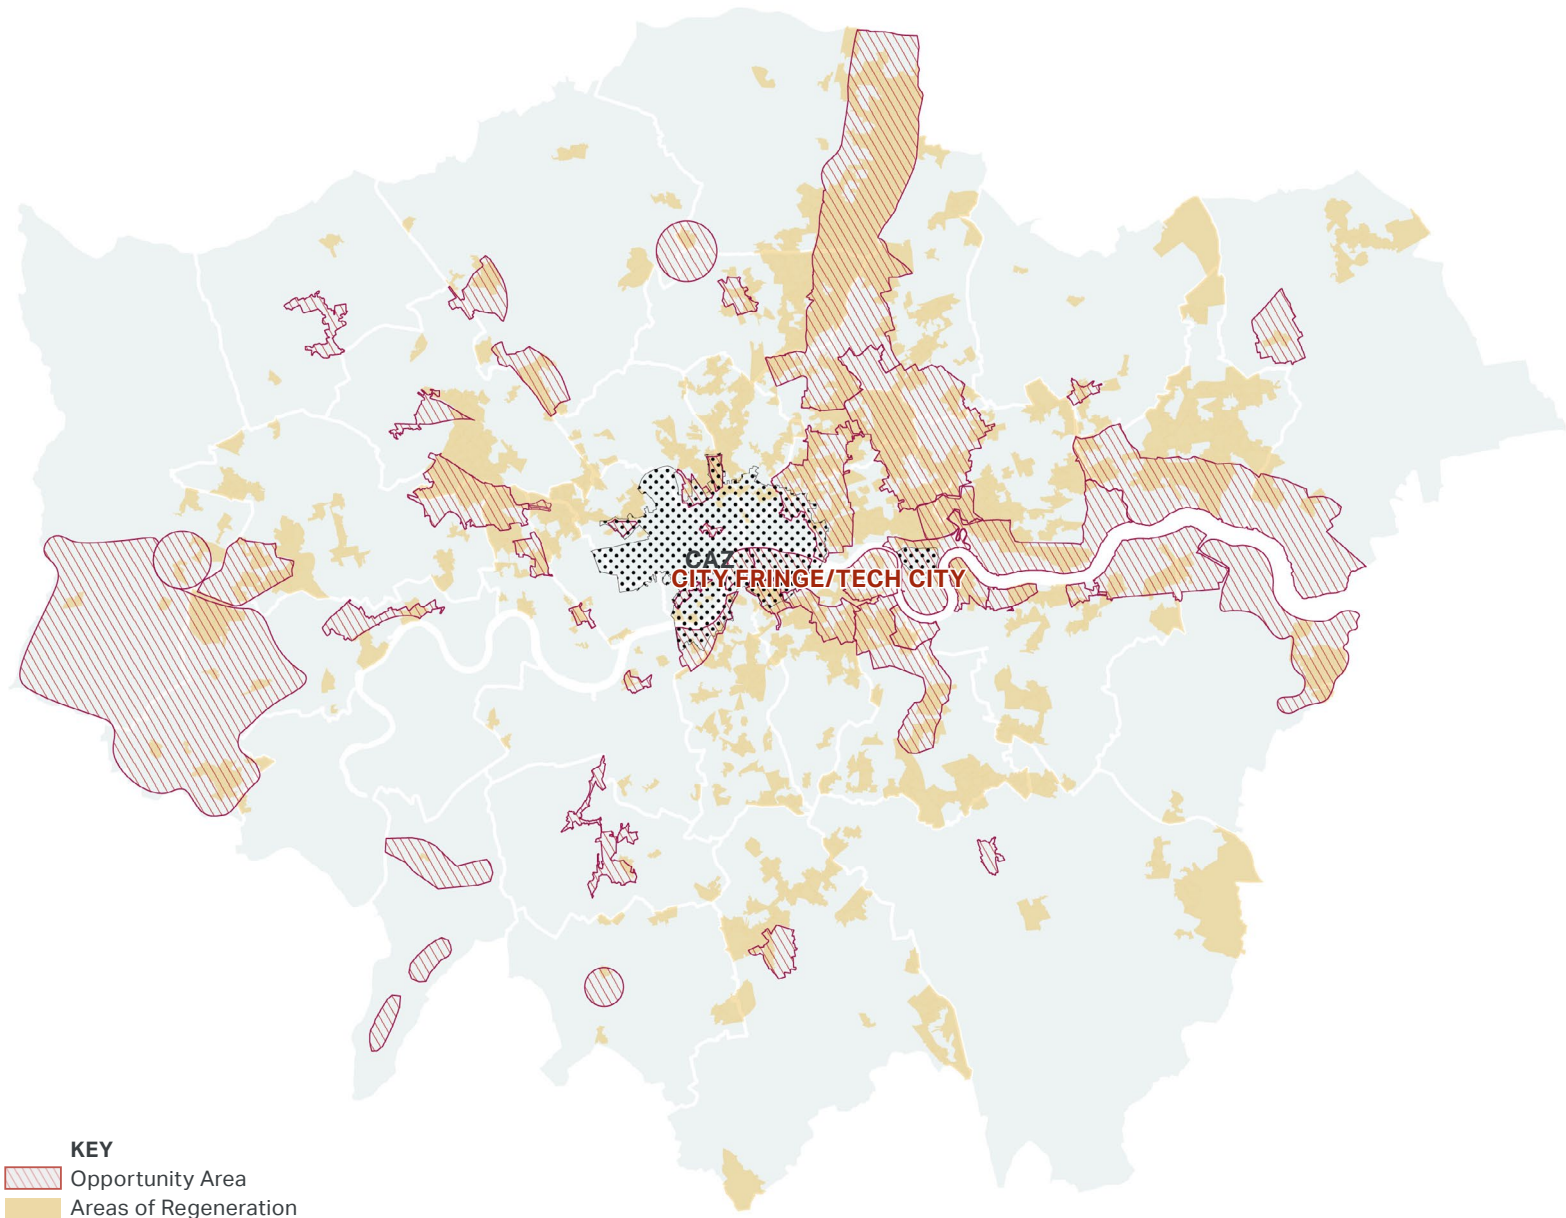 CAZ
CITY FRINGE/TECH CITY
KEY
Opportunity Area
Areas of Regeneration